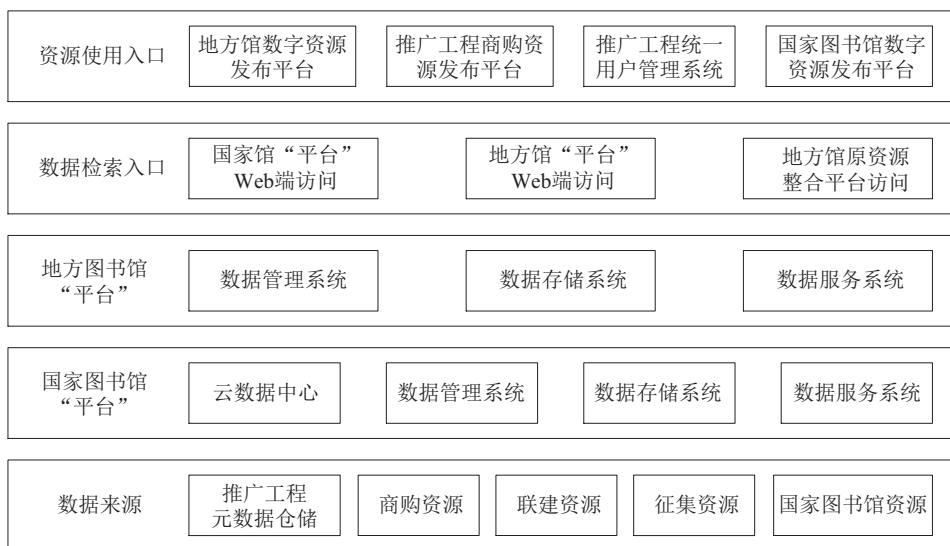 资源使用入口
地方馆数字资源
发布平台
推广工程商购资
源发布平台
推广工程统一
用户管理系统
国家图书馆数字
资源发布平台
数据检索入口
国家馆“平台”
Web端访问
地方馆“平台”
Web端访问
地方馆原资源
整合平台访问
地方图书馆
“平台”
数据管理系统
数据存储系统
数据服务系统
国家图书馆
“平台”
云数据中心
数据管理系统
数据存储系统
数据服务系统
数据来源
推广工程
元数据仓储
商购资源
联建资源
征集资源
国家图书馆资源